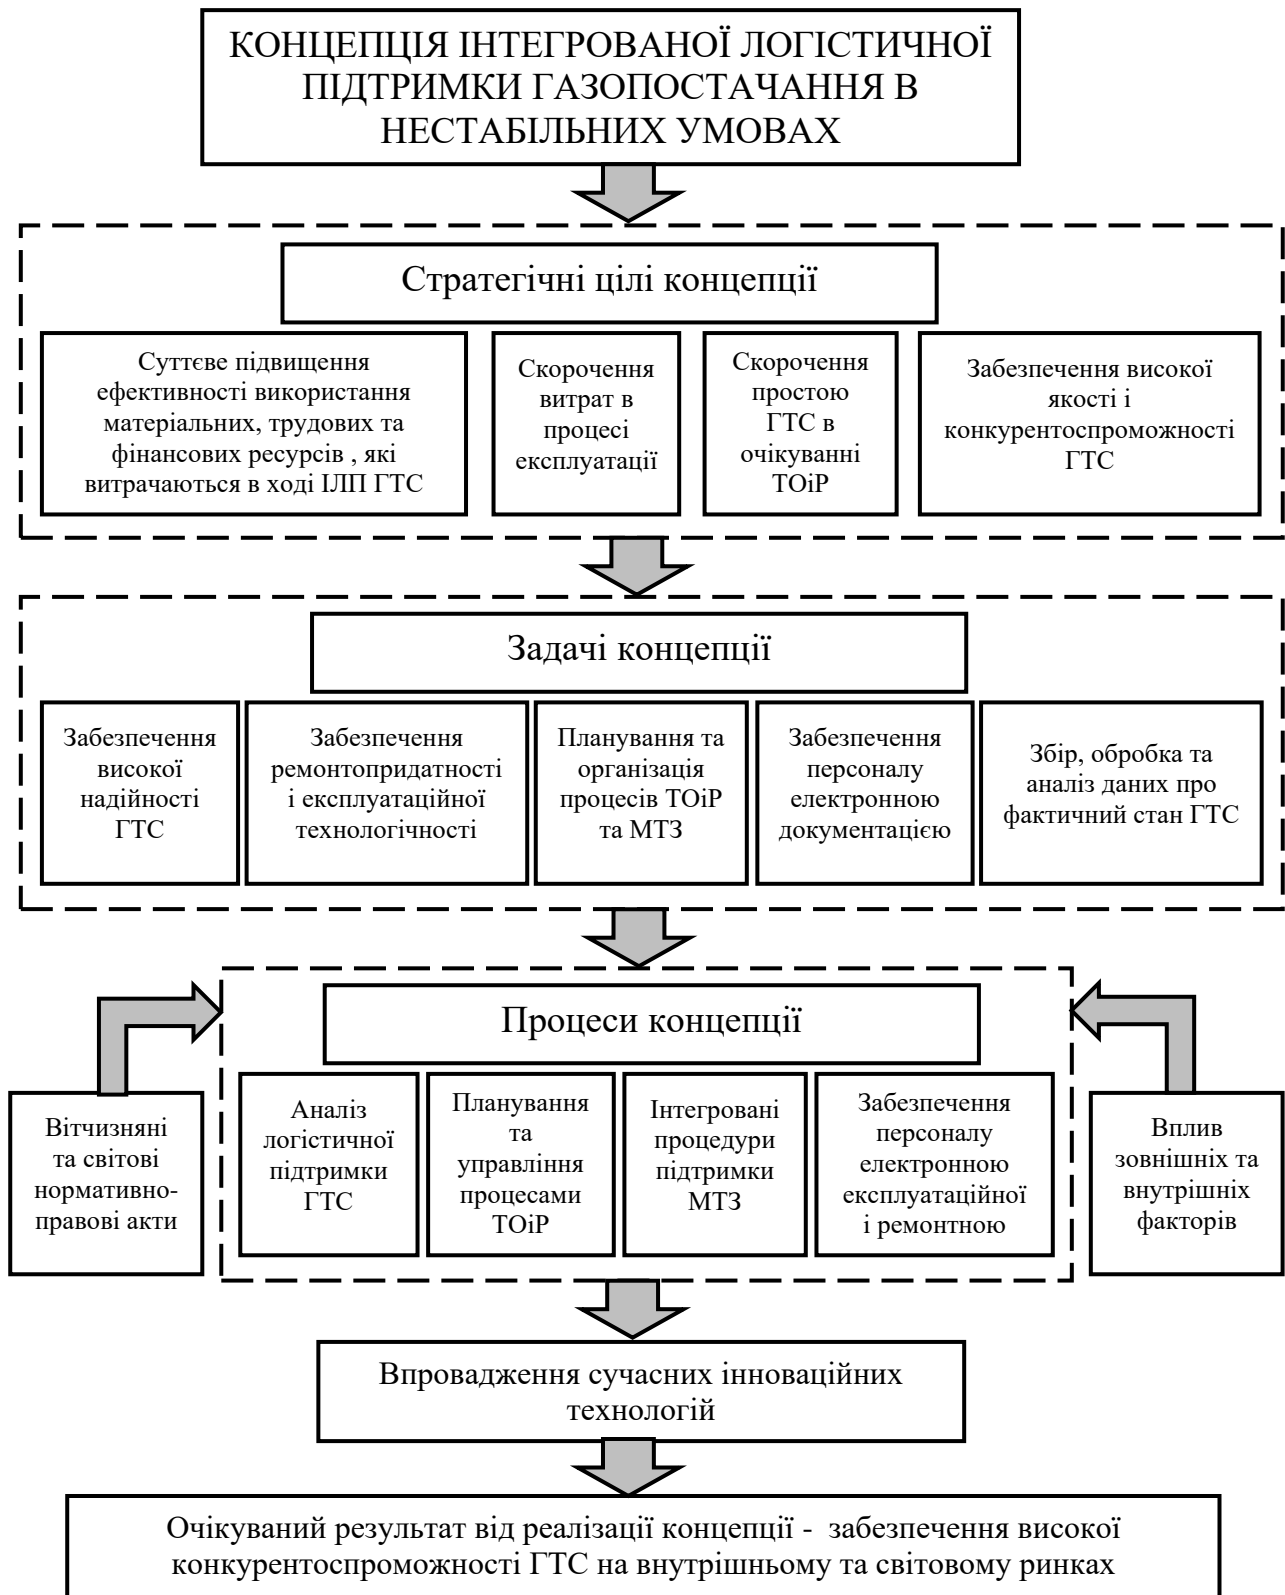 КОНЦЕПЦІЯ ІНТЕГРОВАНОЇ ЛОГІСТИЧНОЇ
ПІДТРИМКИ ГАЗОПОСТАЧАННЯ В
НЕСТАБІЛЬНИХ УМОВАХ
Стратегічні цілі концепції
Суттєве підвищення
ефективності використання
матеріальних, трудових та
фінансових ресурсів , які
витрачаються в ході ІЛП ГТС
Скорочення
витрат в
процесі
експлуатації
Скорочення
простою
ГТС в
очікуванні
ТОіР
Забезпечення високої
якості і
конкурентоспроможності
ГТС
Задачі концепції
Забезпечення
високої
надійності
ГТС
Забезпечення
ремонтопридатності
і експлуатаційної
технологічності
Планування та
організація
процесів ТОіР
та МТЗ
Забезпечення
персоналу
електронною
документацією
Збір, обробка та
аналіз даних про
фактичний стан ГТС
Процеси концепції
Вітчизняні
та світові
нормативно-
правові акти
Аналіз
логістичної
підтримки
ГТС
Планування
та
управління
процесами
ТОіР
Інтегровані
процедури
підтримки
МТЗ
Забезпечення
персоналу
електронною
експлуатаційної
і ремонтною
Вплив
зовнішніх та
внутрішніх
факторів
Впровадження сучасних інноваційних
технологій
Очікуваний результат від реалізації концепції - забезпечення високої
конкурентоспроможності ГТС на внутрішньому та світовому ринках